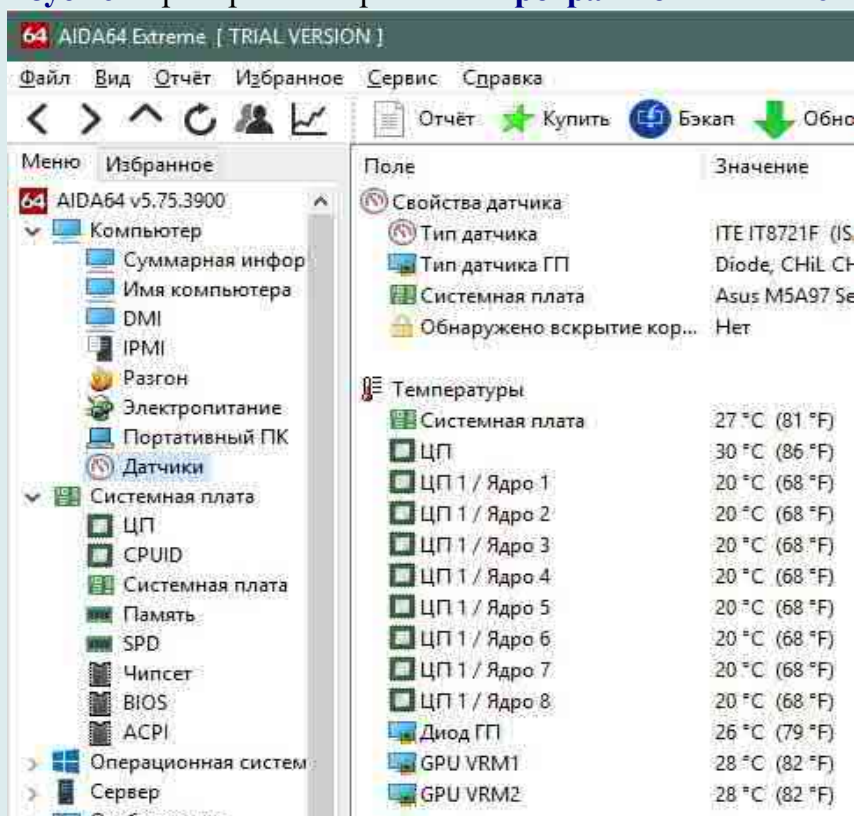 AIDA64 Extreme [ TRIAL VERSION ]
Файл Вид Отчёт Избранное Сервис Справка
Отчёт Купить Бэкап Обно
Меню Избранное
AIDA64 v5.75.3900
Компьютер
Суммарная инфор
Имя компьютера
DMI
IPMI
Разгон
Электропитание
Портативный ПК
Датчики
Системная плата
ЦП
CPUID
Системная плата
Память
SPD
Чипсет
BIOS
ACPI
Операционная систем
Сервер
Поле Значение
Свойства датчика
Тип датчика ITE IT8721F (IS
Тип датчика ГП Diode, CHiL CH
Системная плата Asus M5A97 Se
Обнаружено вскрытие кор... Нет
Температуры
Системная плата 27 °C (81 °F)
ЦП 30 °C (86 °F)
ЦП 1 / Ядро 1 20 °C (68 °F)
ЦП 1 / Ядро 2 20 °C (68 °F)
ЦП 1 / Ядро 3 20 °C (68 °F)
ЦП 1 / Ядро 4 20 °C (68 °F)
ЦП 1 / Ядро 5 20 °C (68 °F)
ЦП 1 / Ядро 6 20 °C (68 °F)
ЦП 1 / Ядро 7 20 °C (68 °F)
ЦП 1 / Ядро 8 20 °C (68 °F)
Диод ГП 26 °C (79 °F)
GPU VRM1 28 °C (82 °F)
GPU VRM2 28 °C (82 °F)